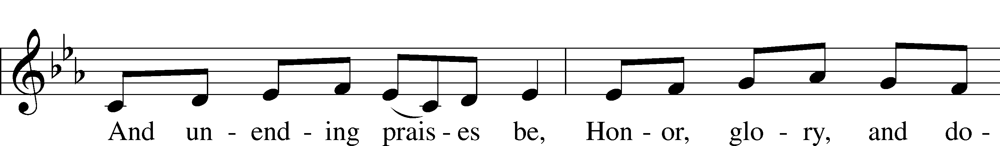 And un - end - ing prais - es be, Hon - or, glo - ry, and do -